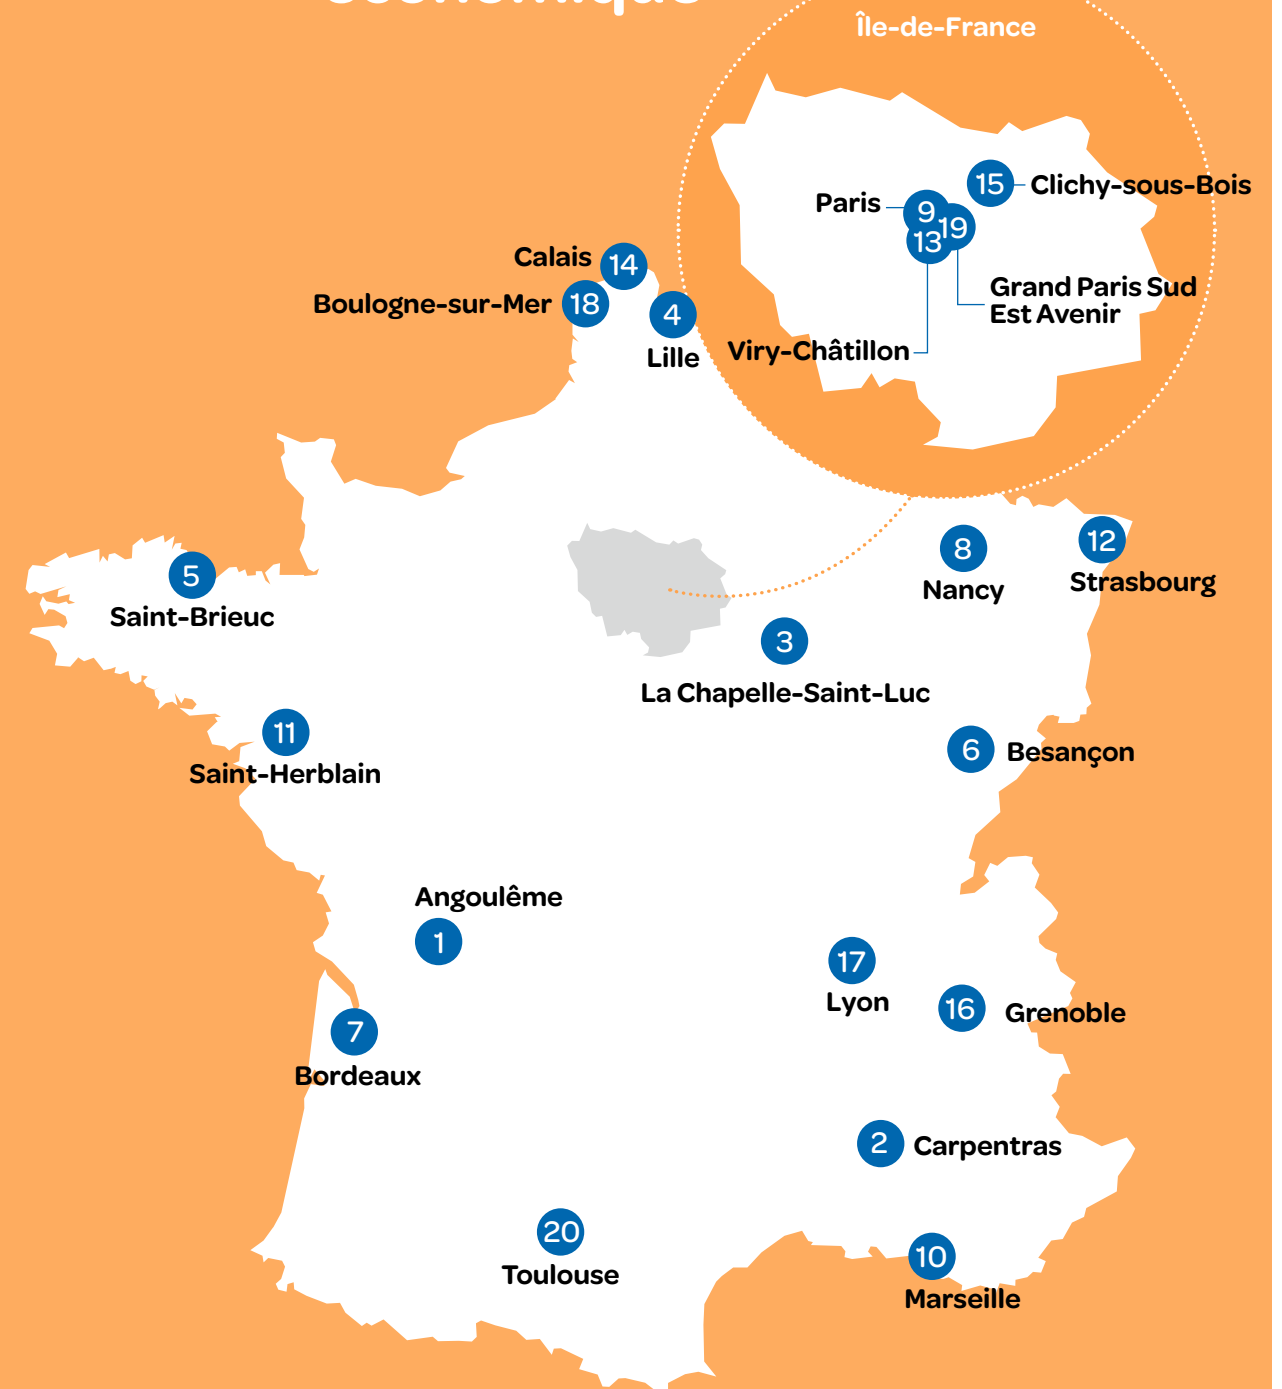 économique
Île-de-France
15 Clichy-sous-Bois
Paris 9
19
13
Calais 14
Boulogne-sur-Mer 18
4
Lille
Grand Paris Sud
Est Avenir
Viry-Châtillon
5
Saint-Brieuc
8
Nancy
12
Strasbourg
3
La Chapelle-Saint-Luc
11
Saint-Herblain
6 Besançon
Angoulême
1
17
Lyon
16 Grenoble
7
Bordeaux
2 Carpentras
20
Toulouse
10
Marseille